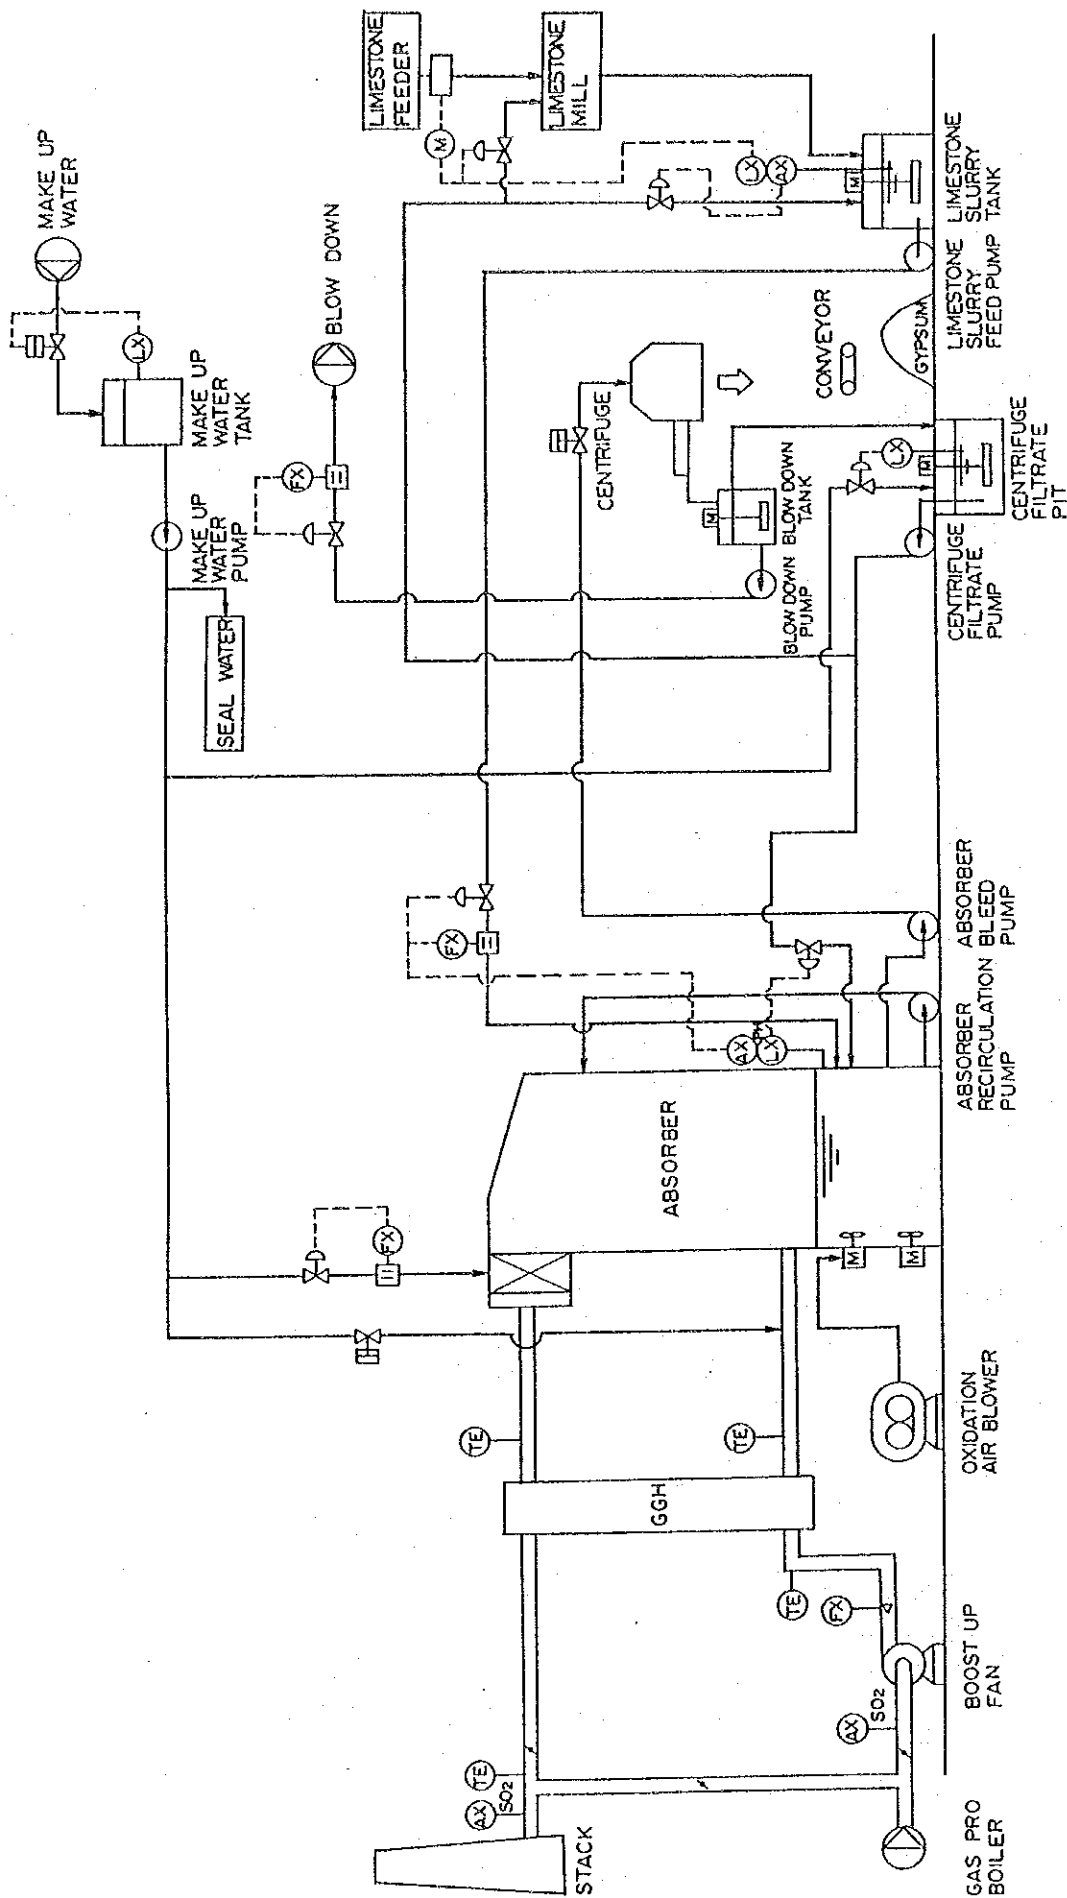 MAKE UP
WATER
LX
MAKE UP
WATER
TANK
MAKE UP
WATER
PUMP
SEAL WATER
FX
BLOW DOWN
LIMESTONE
FEEDER
M
LIMESTONE
MILL
LX
AX
M
LIMESTONE
SLURRY
TANK
LIMESTONE
SLURRY
FEED PUMP
CENTRIFUGE
CONVEYOR
GYPSUM
M
BLOW DOWN
TANK
BLOW DOWN
PUMP
LX
M
CENTRIFUGE
FILTRATE
PIT
CENTRIFUGE
FILTRATE
PUMP
FX
AX
PH
LX
ABSORBER
BLEED
PUMP
ABSORBER
RECIRCULATION
PUMP
FX
ABSORBER
M
M
TE
TE
GGH
OXIDATION
AIR BLOWER
TE
FX
BOOST UP
FAN
AX
SO2
TE
AX
SO2
STACK
GAS PRO
BOILER